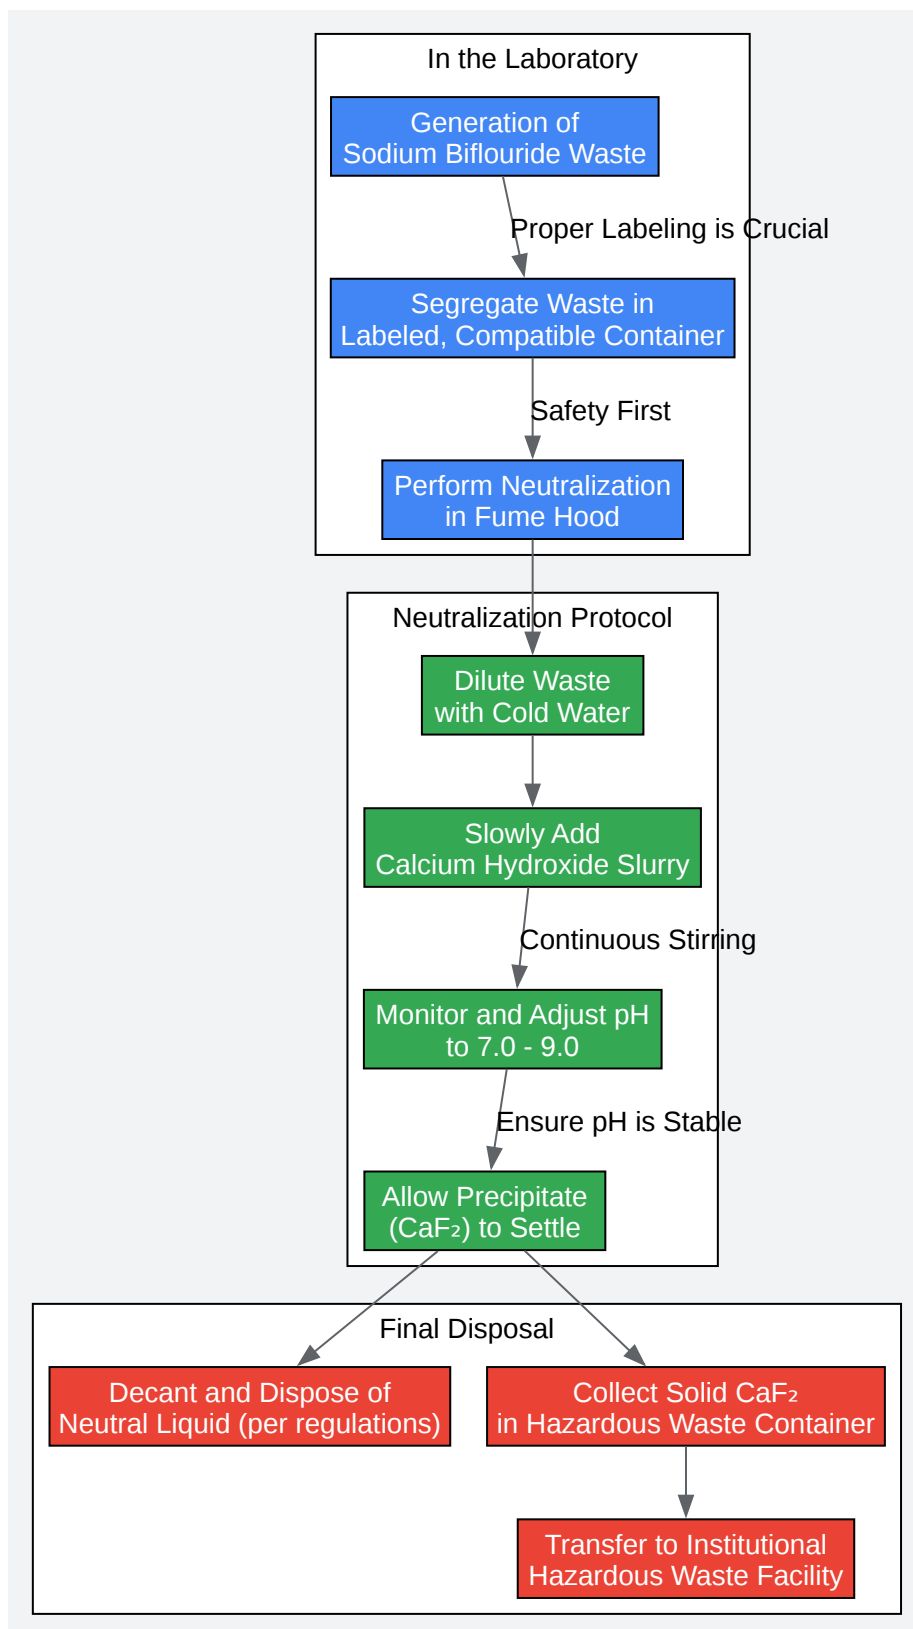 In the Laboratory
Generation of
Sodium Biflouride Waste
Proper Labeling is Crucial
Segregate Waste in
Labeled, Compatible Container
Safety First
Perform Neutralization
in Fume Hood
Neutralization Protocol
Dilute Waste
with Cold Water
Slowly Add
Calcium Hydroxide Slurry
Continuous Stirring
Monitor and Adjust pH
to 7.0 - 9.0
Ensure pH is Stable
Allow Precipitate
(CaF₂) to Settle
Final Disposal
Decant and Dispose of
Neutral Liquid (per regulations)
Collect Solid CaF₂
in Hazardous Waste Container
Transfer to Institutional
Hazardous Waste Facility